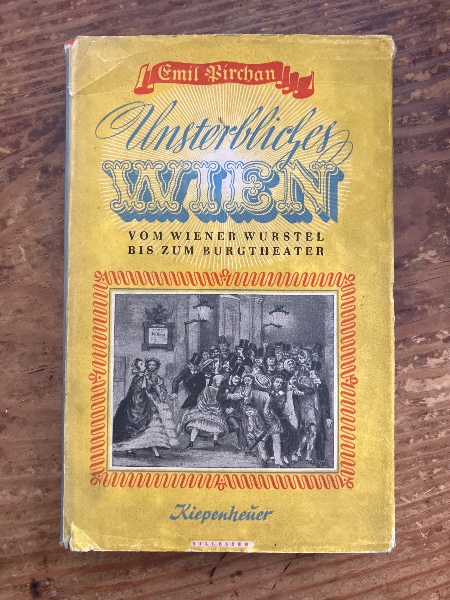 Emil Pirchan
Unsterbliches
WIEN
VOM WIENER WURSTEL
BIS ZUM BURGTHEATER
Kiepenheuer